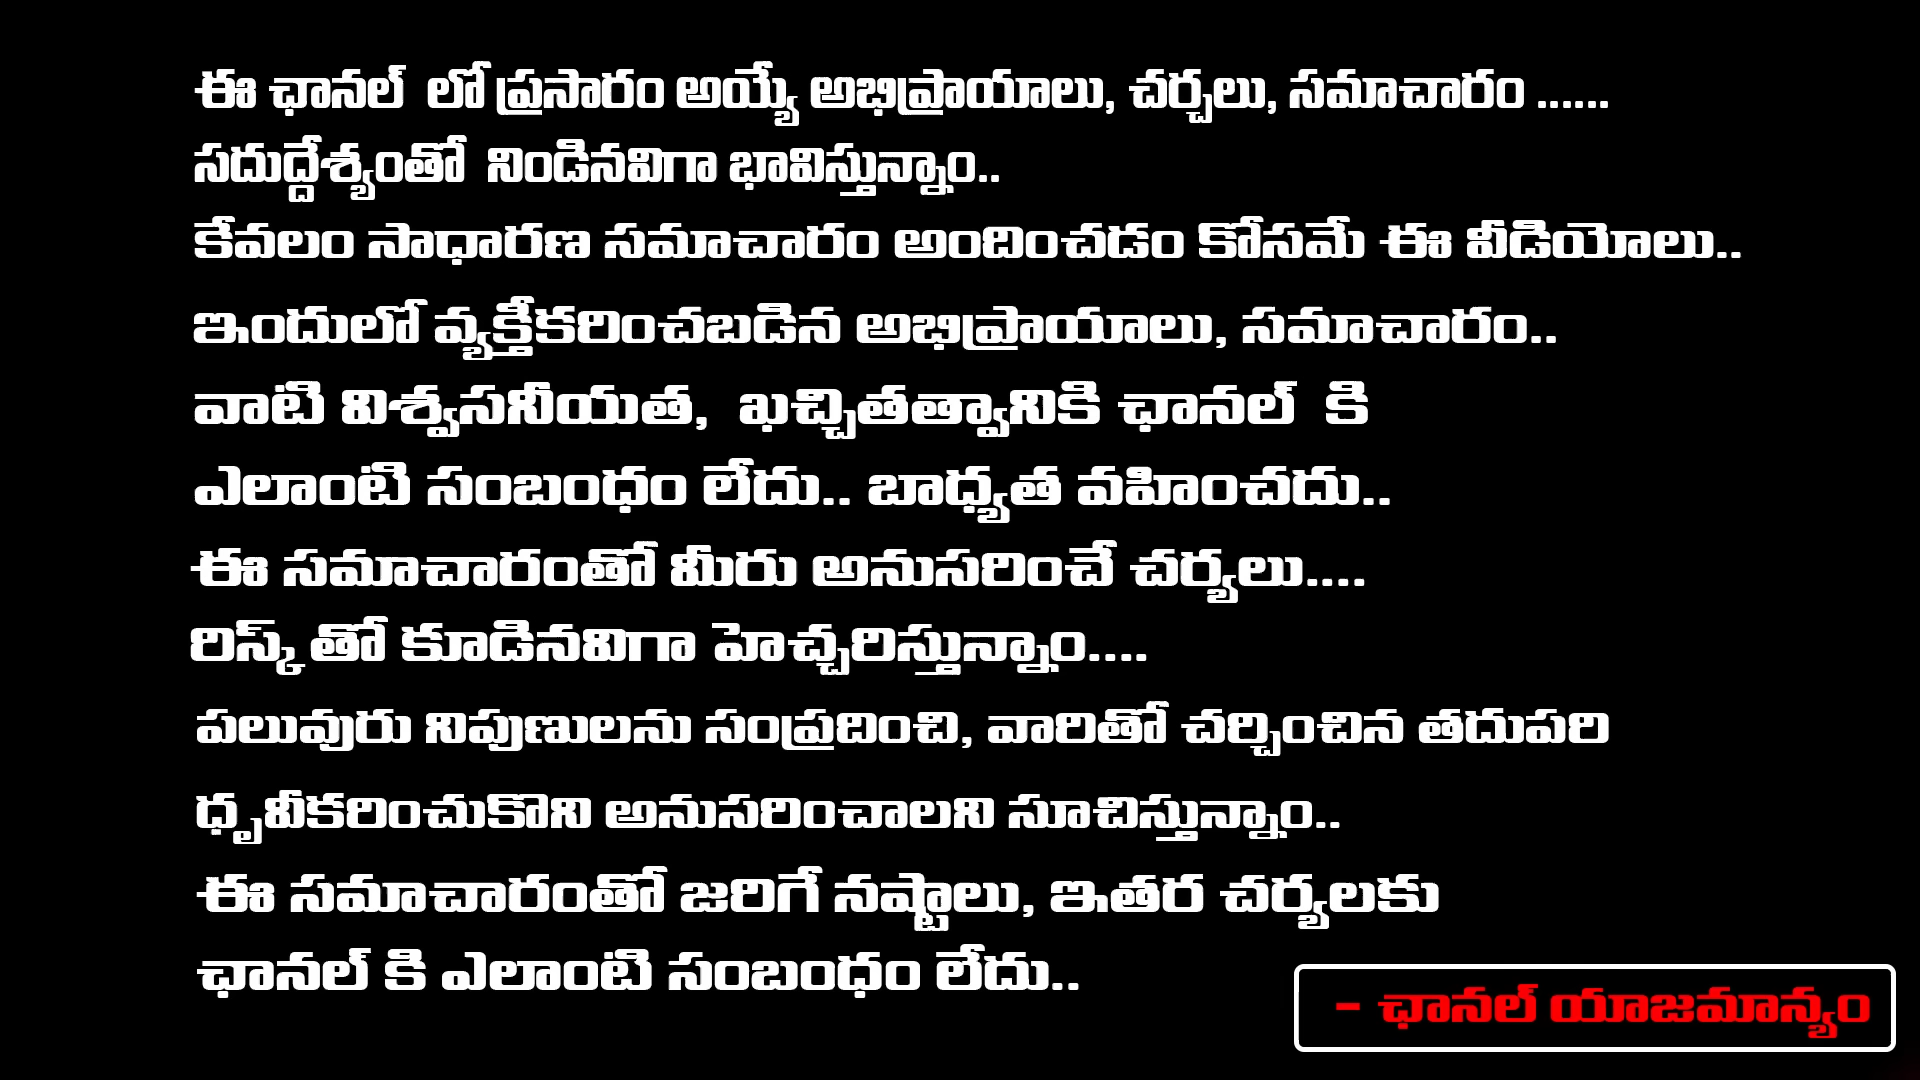 ఈ ఛానల్ లో ప్రసారం అయ్యే అభిప్రాయాలు, చర్చలు, సమాచారం ......
సదుద్దేశ్యంతో నిండినవిగా భావిస్తున్నాం..
కేవలం సాధారణ సమాచారం అందించడం కోసమే ఈ వీడియోలు..
ఇందులో వ్యక్తీకరించబడిన అభిప్రాయాలు, సమాచారం..
వాటి విశ్వసనీయత, ఖచ్చితత్వానికి ఛానల్ కి
ఎలాంటి సంబంధం లేదు.. బాధ్యత వహించదు..
ఈ సమాచారంతో మీరు అనుసరించే చర్యలు....
రిస్క్ తో కూడినవిగా హెచ్చరిస్తున్నాం....
పలువురు నిపుణులను సంప్రదించి, వారితో చర్చించిన తదుపరి
ధృవీకరించుకొని అనుసరించాలని సూచిస్తున్నాం..
ఈ సమాచారంతో జరిగే నష్టాలు, ఇతర చర్యలకు
ఛానల్ కి ఎలాంటి సంబంధం లేదు..
- ఛానల్ యాజమాన్యం